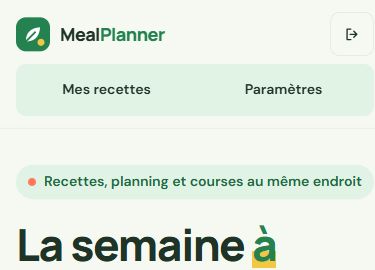 MealPlanner
Mes recettes
Paramètres
Recettes, planning et courses au même endroit
La semaine à